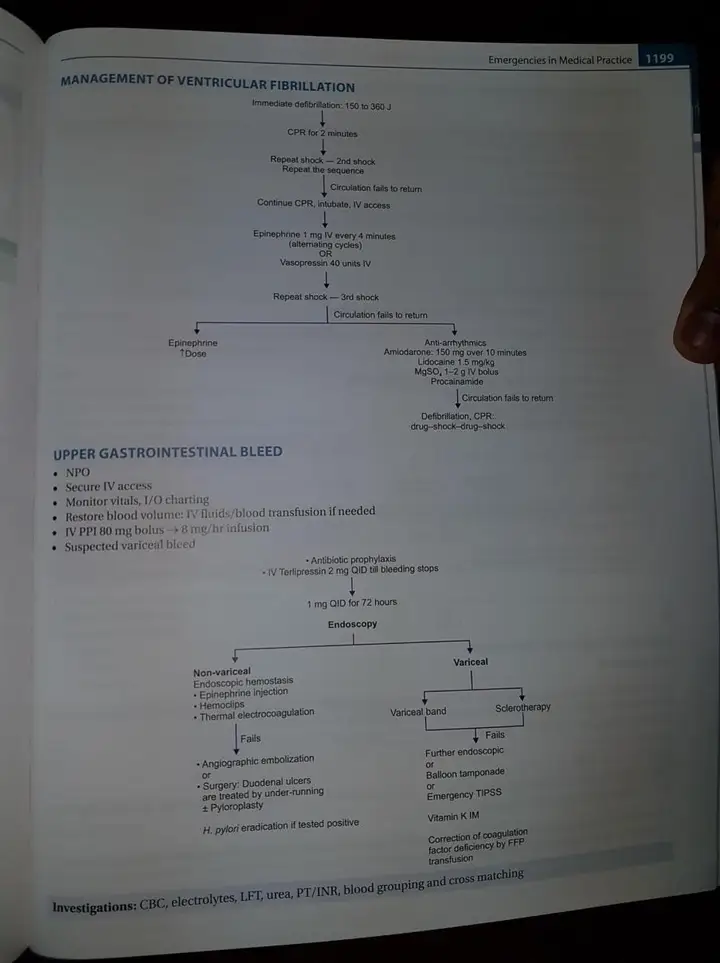 Emergencies in Medical Practice 1199
MANAGEMENT OF VENTRICULAR FIBRILLATION
Immediate defibrillation: 150 to 360 J
CPR for 2 minutes
Repeat shock — 2nd shock
Repeat the sequence
Circulation fails to return
Continue CPR, intubate, IV access
Epinephrine 1 mg IV every 4 minutes
(alternating cycles)
OR
Vasopressin 40 units IV
Repeat shock — 3rd shock
Circulation fails to return
Epinephrine
↑Dose
Anti-arrhythmics
Amiodarone: 150 mg over 10 minutes
Lidocaine 1.5 mg/kg
MgSO₄ 1–2 g IV bolus
Procainamide
Circulation fails to return
Defibrillation, CPR:
drug–shock–drug–shock
UPPER GASTROINTESTINAL BLEED
• NPO
• Secure IV access
• Monitor vitals, I/O charting
• Restore blood volume: IV fluids/blood transfusion if needed
• IV PPI 80 mg bolus → 8 mg/hr infusion
• Suspected variceal bleed
• Antibiotic prophylaxis
• IV Terlipressin 2 mg QID till bleeding stops
1 mg QID for 72 hours
Endoscopy
Non-variceal
Endoscopic hemostasis
• Epinephrine injection
• Hemoclips
• Thermal electrocoagulation
Fails
• Angiographic embolization
or
• Surgery: Duodenal ulcers
are treated by under-running
± Pyloroplasty
H. pylori eradication if tested positive
Variceal
Variceal band
Sclerotherapy
Fails
Further endoscopic
or
Balloon tamponade
or
Emergency TIPSS
Vitamin K IM
Correction of coagulation
factor deficiency by FFP
transfusion
Investigations: CBC, electrolytes, LFT, urea, PT/INR, blood grouping and cross matching